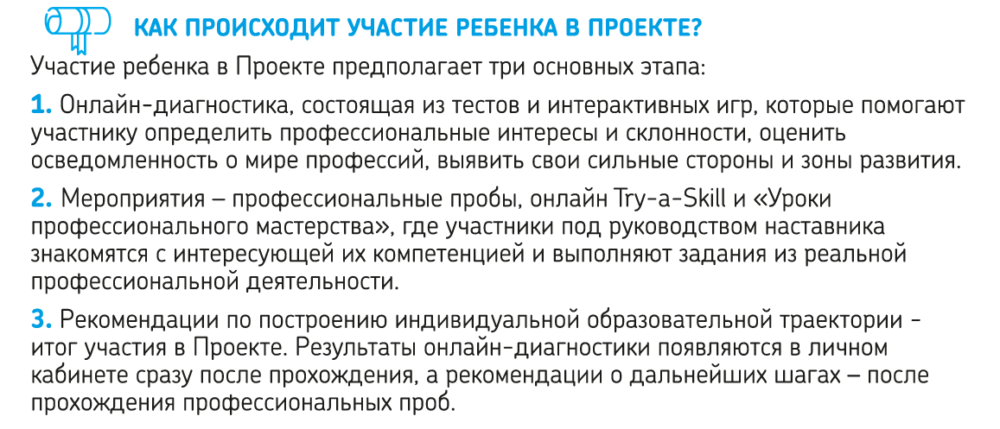 КАК ПРОИСХОДИТ УЧАСТИЕ РЕБЕНКА В ПРОЕКТЕ?
Участие ребенка в Проекте предполагает три основных этапа:
1. Онлайн-диагностика, состоящая из тестов и интерактивных игр, которые помогают
участнику определить профессиональные интересы и склонности, оценить
осведомленность о мире профессий, выявить свои сильные стороны и зоны развития.
2. Мероприятия – профессиональные пробы, онлайн Try-a-Skill и «Уроки
профессионального мастерства», где участники под руководством наставника
знакомятся с интересующей их компетенцией и выполняют задания из реальной
профессиональной деятельности.
3. Рекомендации по построению индивидуальной образовательной траектории -
итог участия в Проекте. Результаты онлайн-диагностики появляются в личном
кабинете сразу после прохождения, а рекомендации о дальнейших шагах – после
прохождения профессиональных проб.